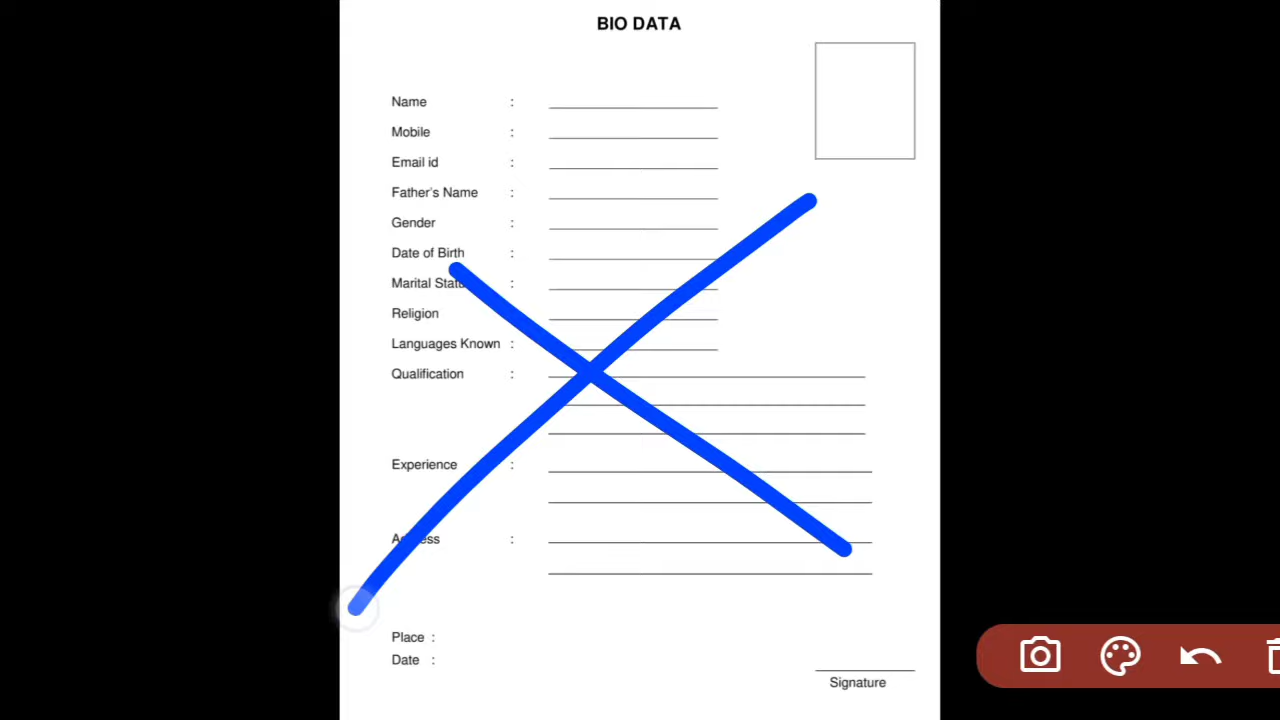 BIO DATA
Name :
Mobile :
Email id :
Father's Name :
Gender :
Date of Birth :
Marital :
Religion :
Languages Known :
Qualification :
Experience :
:
Place :
Date :
Signature